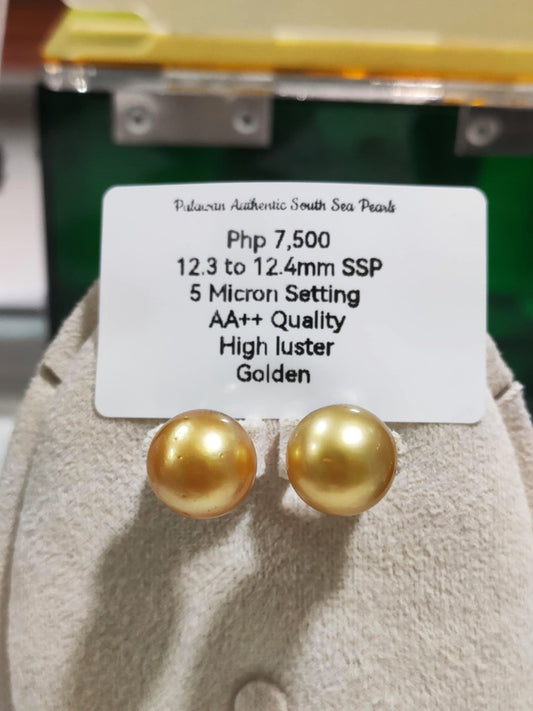 Palawan Authentic South Sea Pearls
Php 7,500
12.3 to 12.4mm SSP
5 Micron Setting
AA++ Quality
High luster
Golden